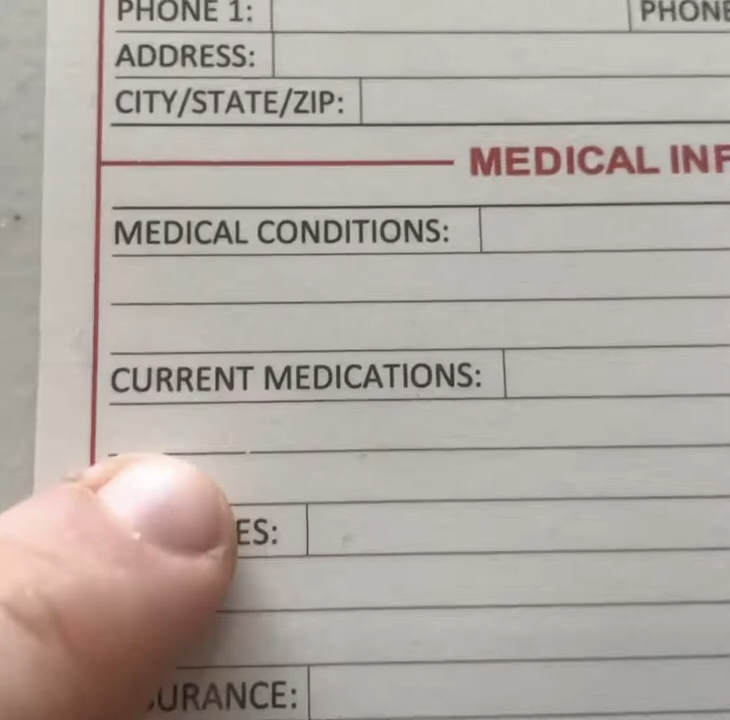 PHONE 1: PHONE
ADDRESS:
CITY/STATE/ZIP:
MEDICAL INF
MEDICAL CONDITIONS:
CURRENT MEDICATIONS:
ES:
URANCE: